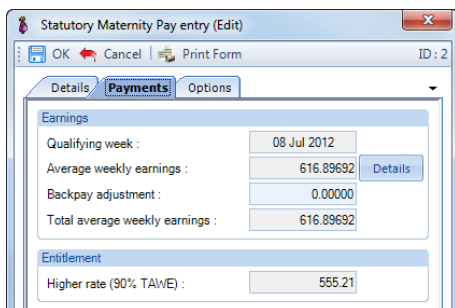 Statutory Maternity Pay entry (Edit)
OK Cancel Print Form ID : 2
Details Payments Options
Earnings
Qualifying week : 08 Jul 2012
Average weekly earnings : 616.89692 Details
Backpay adjustment : 0.00000
Total average weekly earnings : 616.89692
Entitlement
Higher rate (90% TAWE) : 555.21